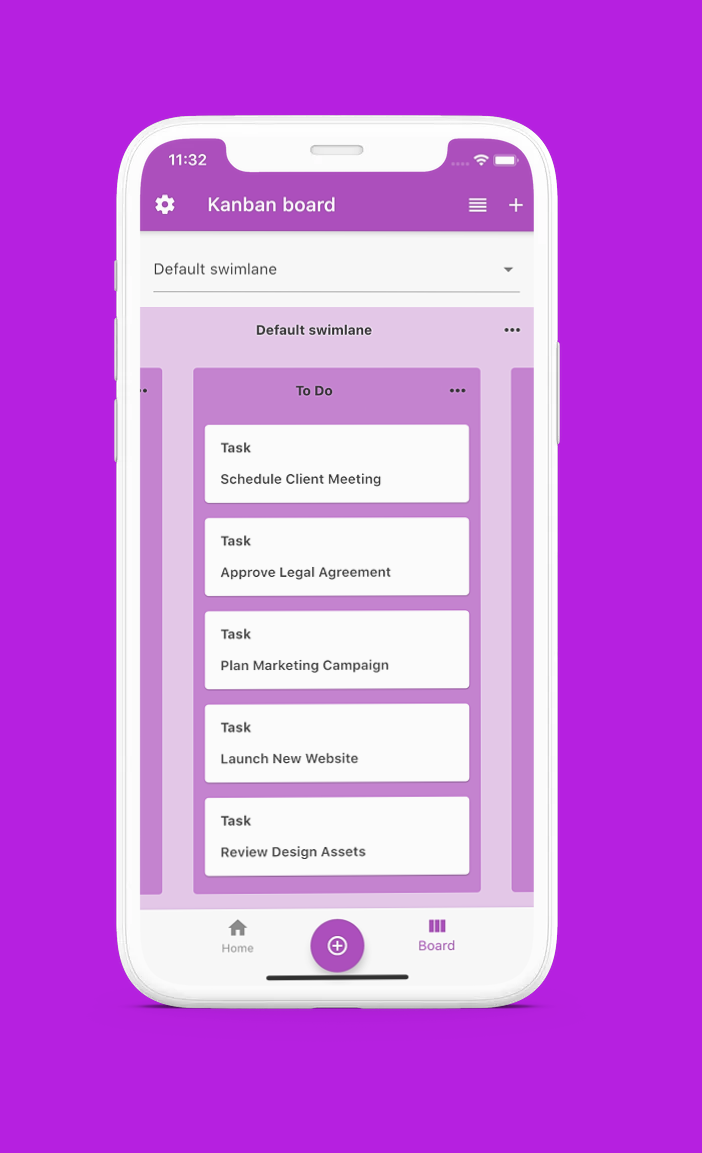 11:32
Kanban board
Default swimlane
Default swimlane
To Do
Task
Schedule Client Meeting
Task
Approve Legal Agreement
Task
Plan Marketing Campaign
Task
Launch New Website
Task
Review Design Assets
Home
Board